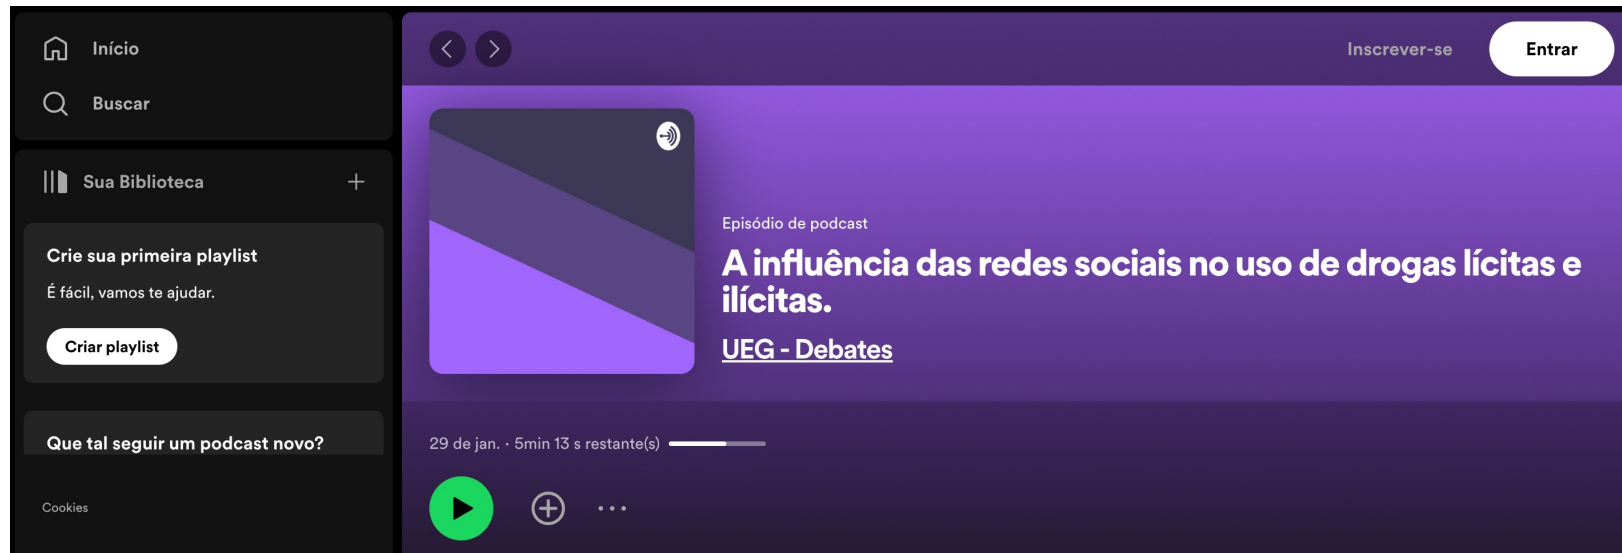 Início
Buscar
Sua Biblioteca
Crie sua primeira playlist
É fácil, vamos te ajudar.
Criar playlist
Que tal seguir um podcast novo?
Cookies
Inscrever-se
Entrar
Episódio de podcast
A influência das redes sociais no uso de drogas lícitas e
ilícitas.
UEG - Debates
29 de jan. · 5min 13 s restante(s)